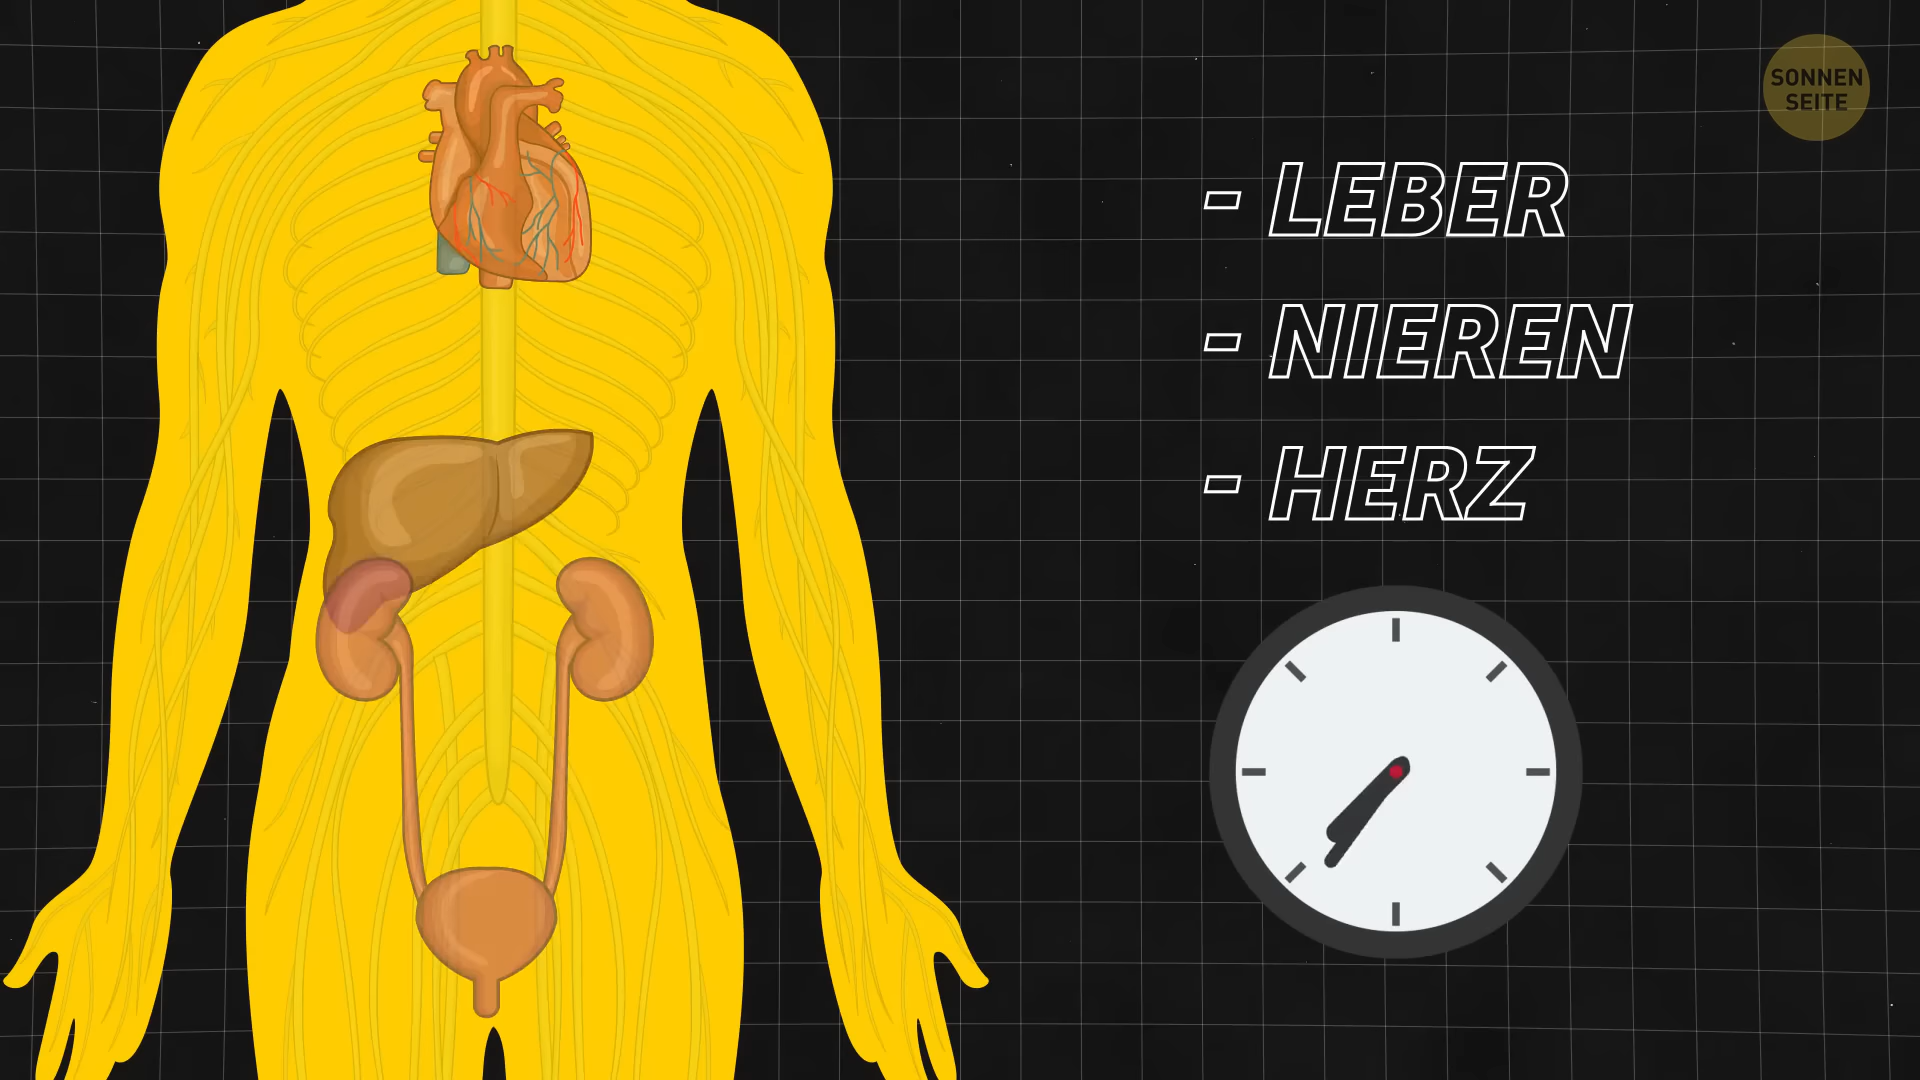 SONNEN
SEITE
- LEBER
- NIEREN
- HERZ